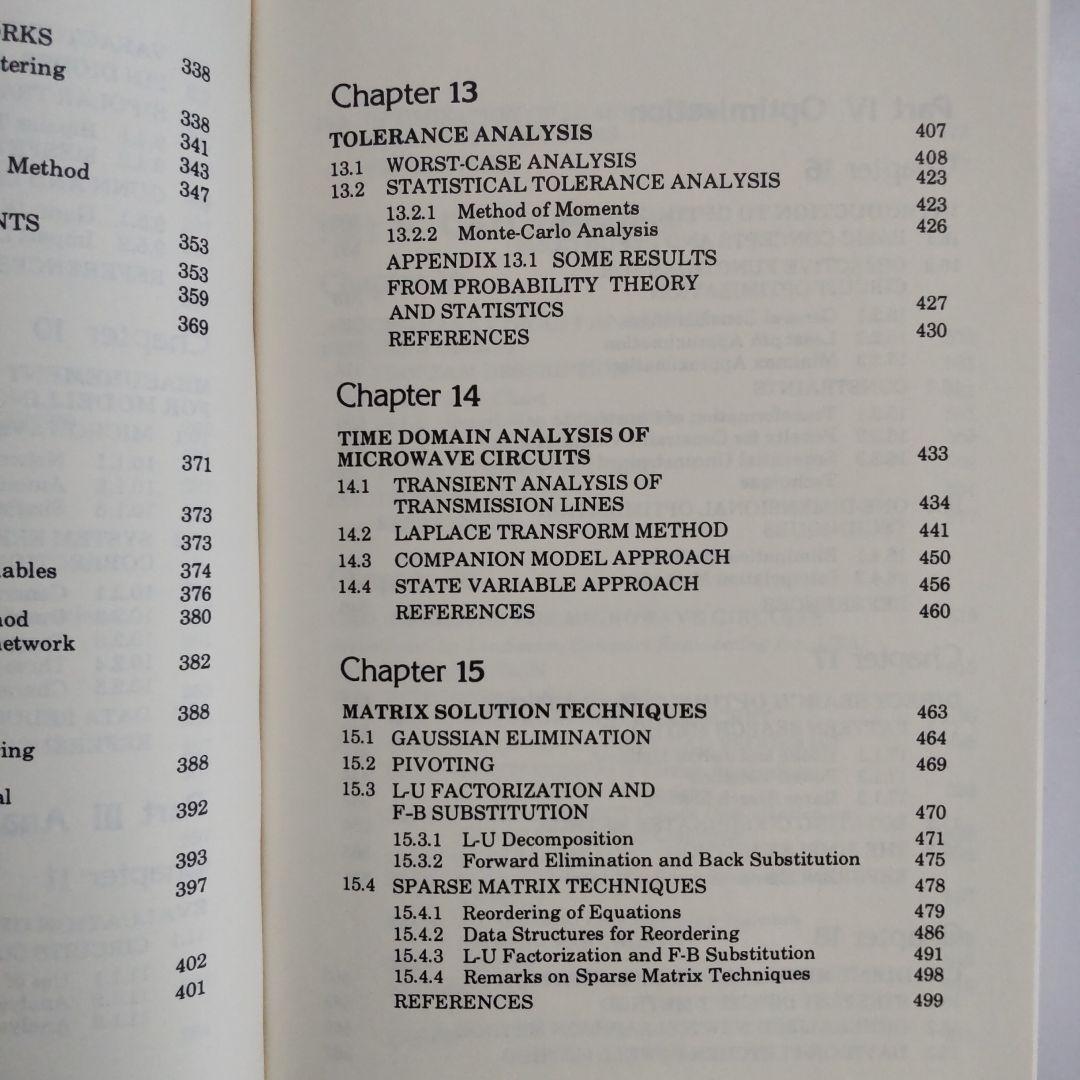 ORKS
tering 338
338
341
Method 343
347
NTS
353
353
359
369
371
373
373
ables 374
376
nod 380
network
382
388
ring
388
al
392
393
397
402
401
Chapter 13
TOLERANCE ANALYSIS 407
13.1 WORST-CASE ANALYSIS 408
13.2 STATISTICAL TOLERANCE ANALYSIS 423
13.2.1 Method of Moments 423
13.2.2 Monte-Carlo Analysis 426
APPENDIX 13.1 SOME RESULTS
FROM PROBABILITY THEORY
AND STATISTICS 427
REFERENCES 430
Chapter 14
TIME DOMAIN ANALYSIS OF
MICROWAVE CIRCUITS 433
14.1 TRANSIENT ANALYSIS OF
TRANSMISSION LINES 434
14.2 LAPLACE TRANSFORM METHOD 441
14.3 COMPANION MODEL APPROACH 450
14.4 STATE VARIABLE APPROACH 456
REFERENCES 460
Chapter 15
MATRIX SOLUTION TECHNIQUES 463
15.1 GAUSSIAN ELIMINATION 464
15.2 PIVOTING 469
15.3 L-U FACTORIZATION AND
F-B SUBSTITUTION 470
15.3.1 L-U Decomposition 471
15.3.2 Forward Elimination and Back Substitution 475
15.4 SPARSE MATRIX TECHNIQUES 478
15.4.1 Reordering of Equations 479
15.4.2 Data Structures for Reordering 486
15.4.3 L-U Factorization and F-B Substitution 491
15.4.4 Remarks on Sparse Matrix Techniques 498
REFERENCES 499